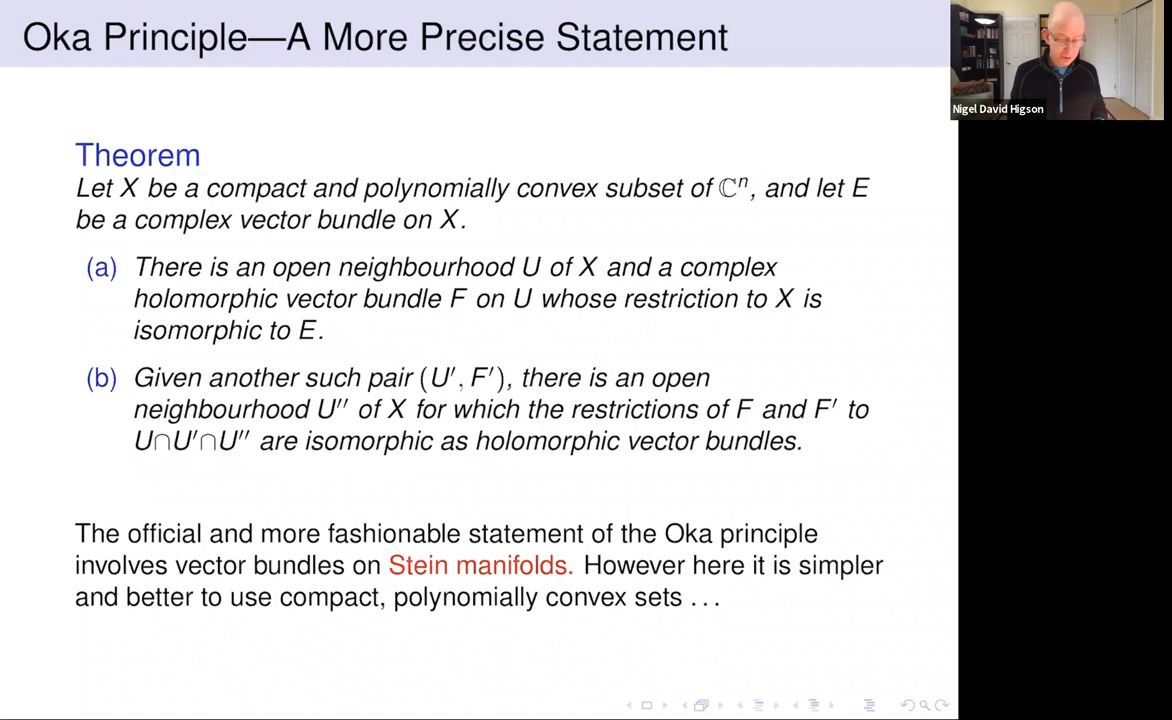 Oka Principle—A More Precise Statement
Nigel David Higson
Theorem
Let X be a compact and polynomially convex subset of ℂⁿ, and let E
be a complex vector bundle on X.
(a) There is an open neighbourhood U of X and a complex
holomorphic vector bundle F on U whose restriction to X is
isomorphic to E.
(b) Given another such pair (U′, F′), there is an open
neighbourhood U′′ of X for which the restrictions of F and F′ to
U∩U′∩U′′ are isomorphic as holomorphic vector bundles.
The official and more fashionable statement of the Oka principle
involves vector bundles on Stein manifolds. However here it is simpler
and better to use compact, polynomially convex sets ...